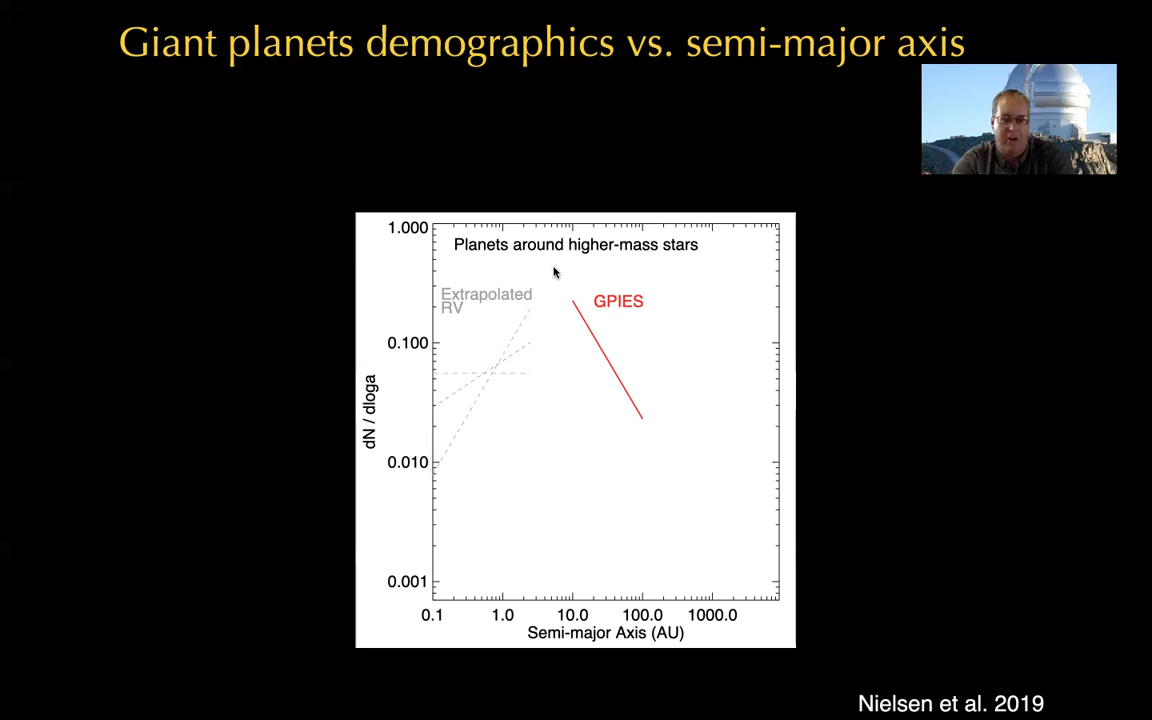 Giant planets demographics vs. semi-major axis
1.000
Planets around higher-mass stars
Extrapolated
RV
GPIES
0.100
dN / dloga
0.010
0.001
0.1 1.0 10.0 100.0 1000.0
Semi-major Axis (AU)
Nielsen et al. 2019